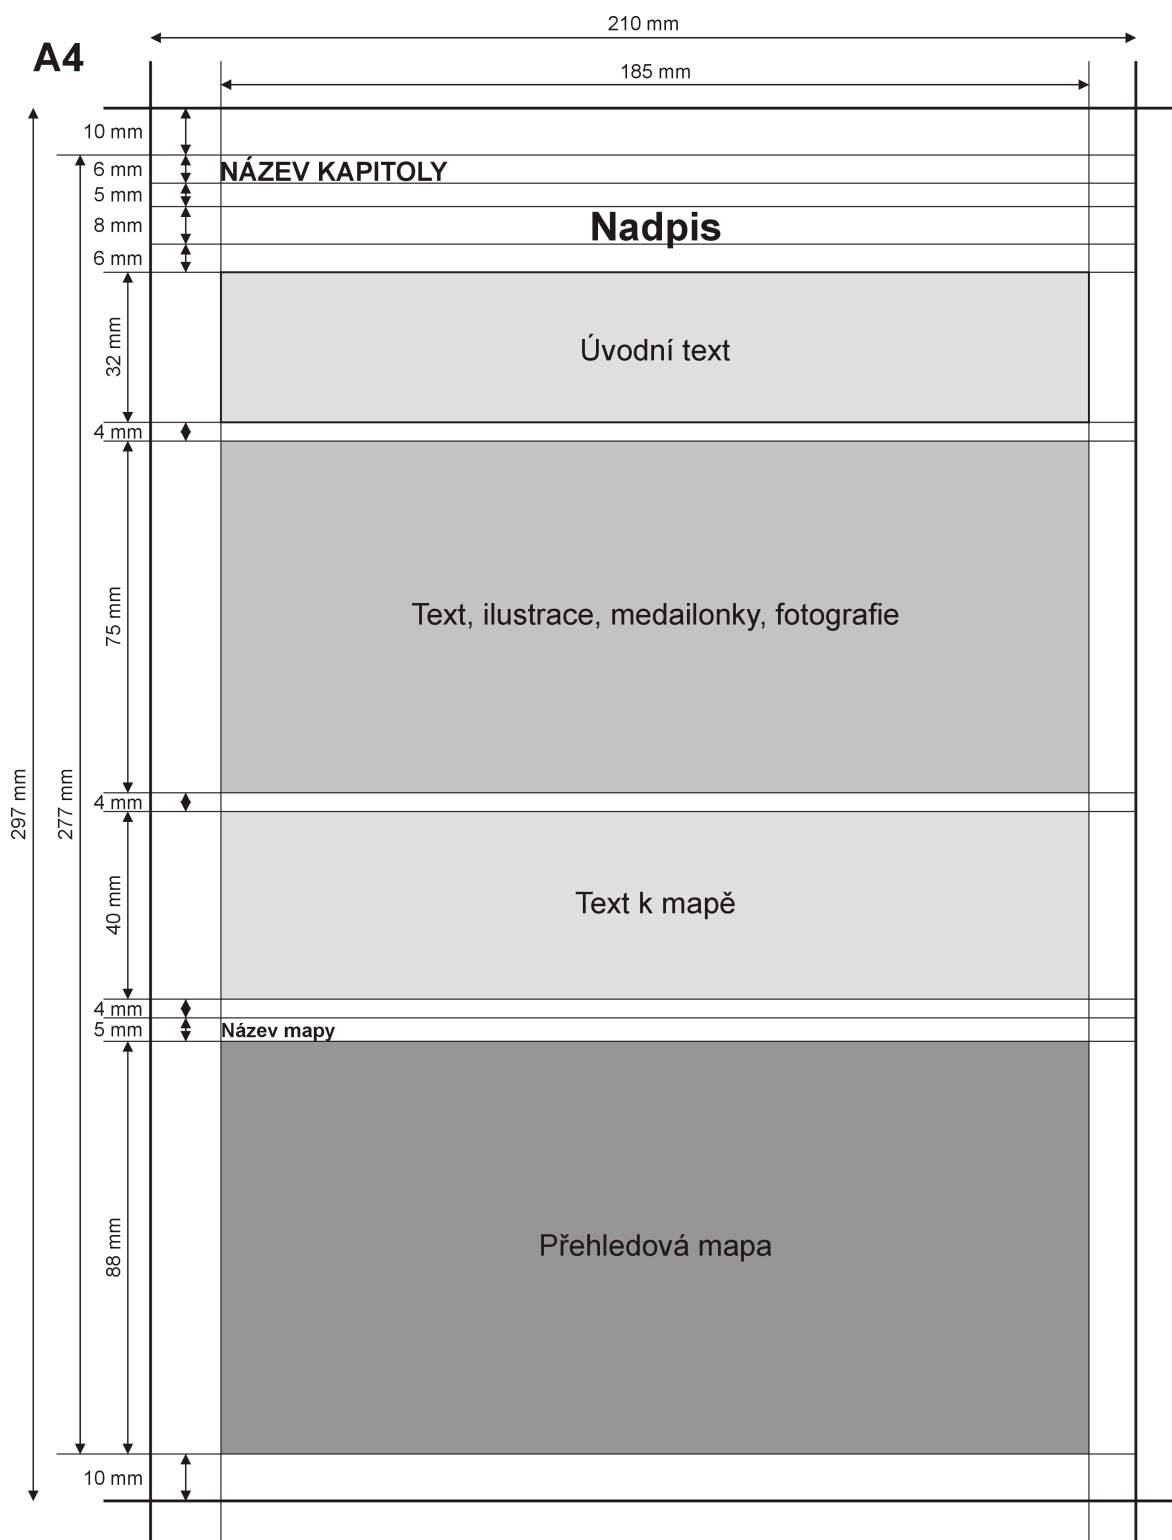 210 mm
A4
185 mm
10 mm
6 mm
NÁZEV KAPITOLY
5 mm
8 mm
Nadpis
6 mm
32 mm
Úvodní text
4 mm
75 mm
Text, ilustrace, medailonky, fotografie
297 mm
277 mm
4 mm
40 mm
Text k mapě
4 mm
5 mm
Název mapy
88 mm
Přehledová mapa
10 mm